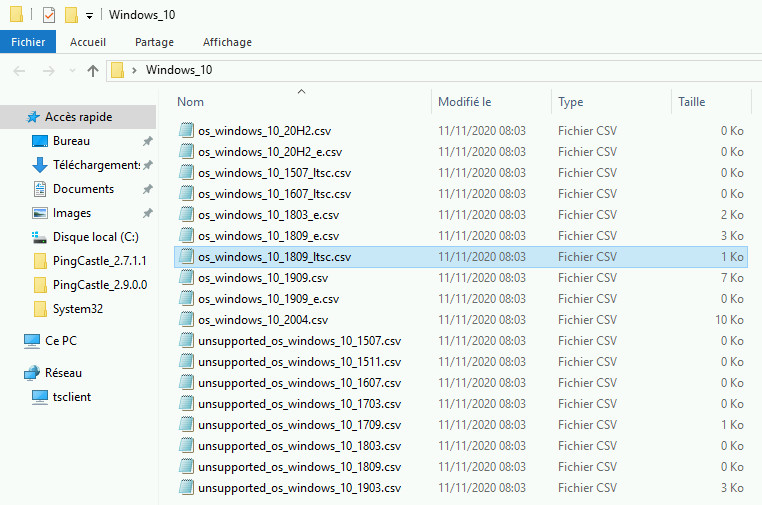 Windows_10
Fichier Accueil Partage Affichage
Windows_10
Nom Modifié le Type Taille
Accès rapide
Bureau
Téléchargements
Documents
Images
Disque local (C:)
PingCastle_2.7.1.1
PingCastle_2.9.0.0
System32
Ce PC
Réseau
tsclient
os_windows_10_20H2.csv 11/11/2020 08:03 Fichier CSV 0 Ko
os_windows_10_20H2_e.csv 11/11/2020 08:03 Fichier CSV 0 Ko
os_windows_10_1507_ltsc.csv 11/11/2020 08:03 Fichier CSV 0 Ko
os_windows_10_1607_ltsc.csv 11/11/2020 08:03 Fichier CSV 0 Ko
os_windows_10_1803_e.csv 11/11/2020 08:03 Fichier CSV 2 Ko
os_windows_10_1809_e.csv 11/11/2020 08:03 Fichier CSV 3 Ko
os_windows_10_1809_ltsc.csv 11/11/2020 08:03 Fichier CSV 1 Ko
os_windows_10_1909.csv 11/11/2020 08:03 Fichier CSV 7 Ko
os_windows_10_1909_e.csv 11/11/2020 08:03 Fichier CSV 0 Ko
os_windows_10_2004.csv 11/11/2020 08:03 Fichier CSV 10 Ko
unsupported_os_windows_10_1507.csv 11/11/2020 08:03 Fichier CSV 0 Ko
unsupported_os_windows_10_1511.csv 11/11/2020 08:03 Fichier CSV 0 Ko
unsupported_os_windows_10_1607.csv 11/11/2020 08:03 Fichier CSV 0 Ko
unsupported_os_windows_10_1703.csv 11/11/2020 08:03 Fichier CSV 0 Ko
unsupported_os_windows_10_1709.csv 11/11/2020 08:03 Fichier CSV 1 Ko
unsupported_os_windows_10_1803.csv 11/11/2020 08:03 Fichier CSV 0 Ko
unsupported_os_windows_10_1809.csv 11/11/2020 08:03 Fichier CSV 0 Ko
unsupported_os_windows_10_1903.csv 11/11/2020 08:03 Fichier CSV 3 Ko